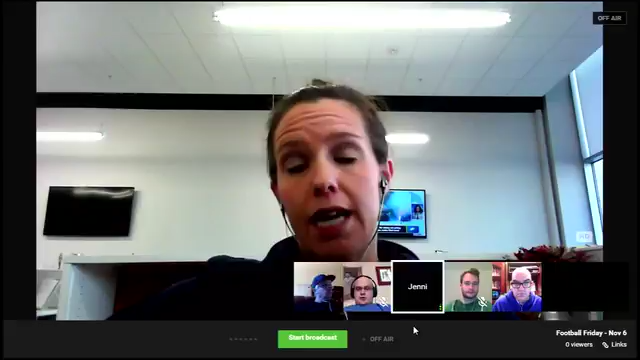 OFF AIR
Jenni
Start broadcast
OFF AIR
Football Friday - Nov 6
0 viewers
Links